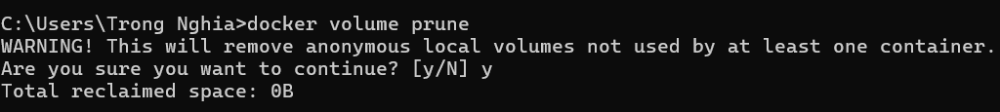 C:\Users\Trong Nghia>docker volume prune
WARNING! This will remove anonymous local volumes not used by at least one container.
Are you sure you want to continue? [y/N] y
Total reclaimed space: 0B